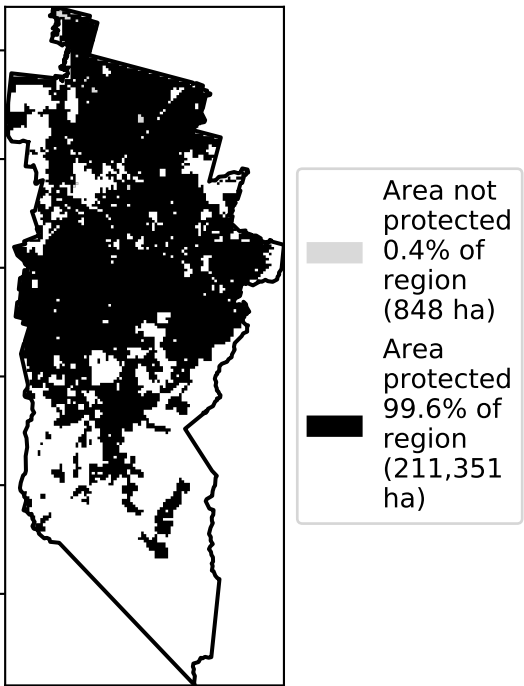 Area not
protected
0.4% of
region
(848 ha)
Area
protected
99.6% of
region
(211,351
ha)